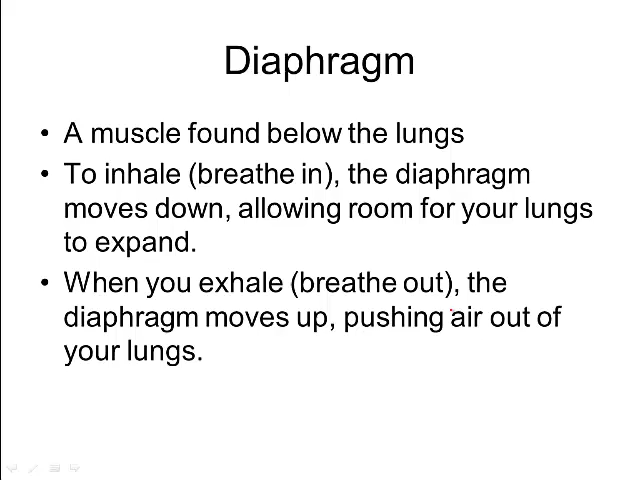 Diaphragm
• A muscle found below the lungs
• To inhale (breathe in), the diaphragm
moves down, allowing room for your lungs
to expand.
• When you exhale (breathe out), the
diaphragm moves up, pushing air out of
your lungs.